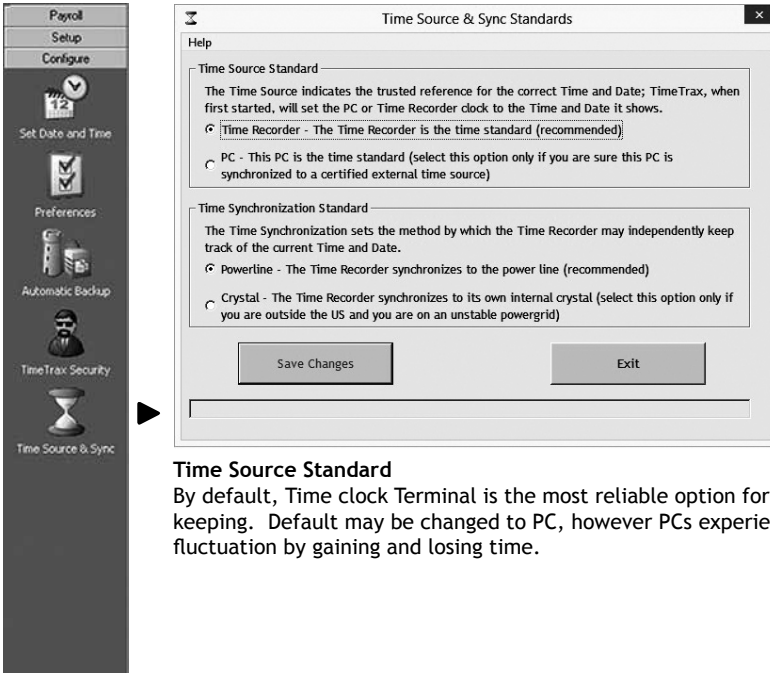 Payroll
Setup
Configure
12
Set Date and Time
Preferences
Automatic Backup
TimeTrax Security
Time Source & Sync
Time Source & Sync Standards
x
Help
Time Source Standard
The Time Source indicates the trusted reference for the correct Time and Date; TimeTrax, when
first started, will set the PC or Time Recorder clock to the Time and Date it shows.
Time Recorder - The Time Recorder is the time standard (recommended)
PC - This PC is the time standard (select this option only if you are sure this PC is
synchronized to a certified external time source)
Time Synchronization Standard
The Time Synchronization sets the method by which the Time Recorder may independently keep
track of the current Time and Date.
Powerline - The Time Recorder synchronizes to the power line (recommended)
Crystal - The Time Recorder synchronizes to its own internal crystal (select this option only if
you are outside the US and you are on an unstable powergrid)
Save Changes
Exit
Time Source Standard
By default, Time clock Terminal is the most reliable option for
keeping. Default may be changed to PC, however PCs experie
fluctuation by gaining and losing time.